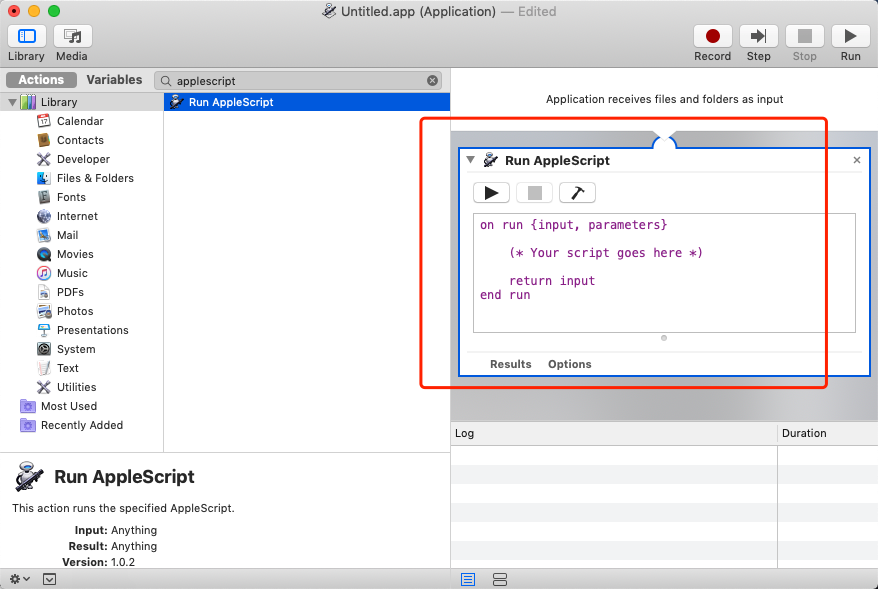 Untitled.app (Application) — Edited
Library
Media
Record
Step
Stop
Run
Actions
Variables
applescript
Library
Calendar
Contacts
Developer
Files & Folders
Fonts
Internet
Mail
Movies
Music
PDFs
Photos
Presentations
System
Text
Utilities
Most Used
Recently Added
Run AppleScript
Application receives files and folders as input
Run AppleScript
on run {input, parameters}
(* Your script goes here *)
return input
end run
Results
Options
Log
Duration
Run AppleScript
This action runs the specified AppleScript.
Input: Anything
Result: Anything
Version: 1.0.2